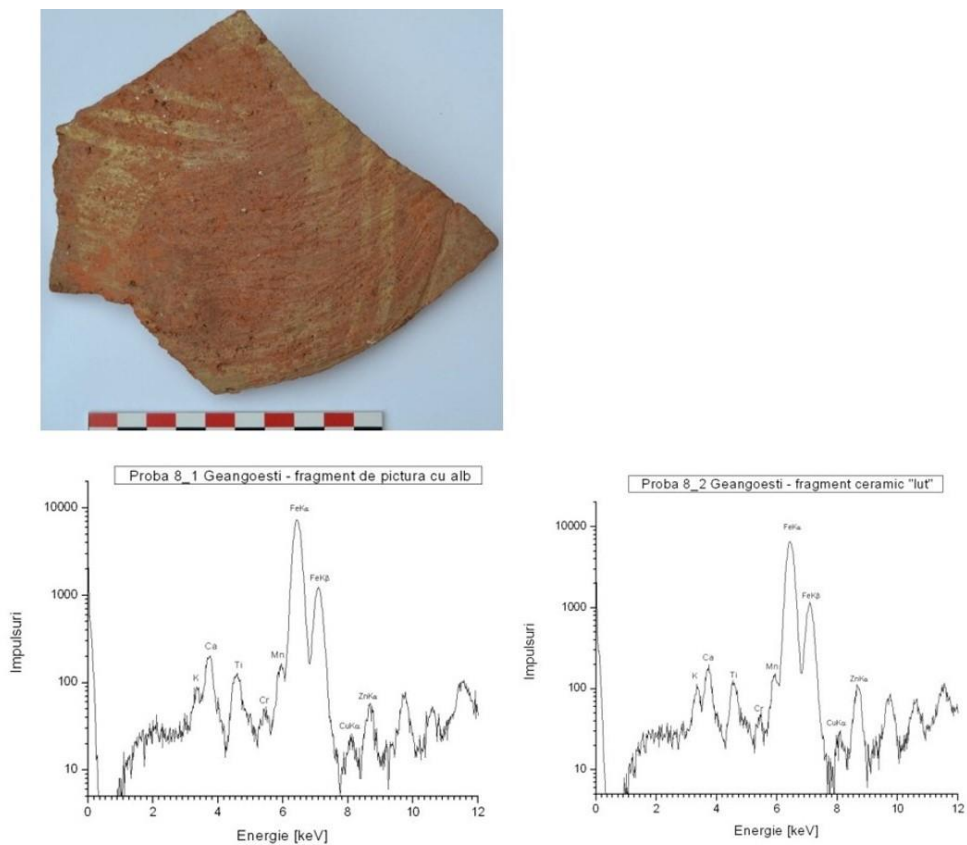 Proba 8_1 Geangoesti - fragment de pictura cu alb
10000
1000
100
10
Impulsuri
K
Ca
Ti
Cr
Mn
FeKα
FeKβ
CuKα
ZnKα
0 2 4 6 8 10 12
Energie [keV]
Proba 8_2 Geangoesti - fragment ceramic "lut"
10000
1000
100
10
Impulsuri
K
Ca
Ti
Cr
Mn
FeKα
FeKβ
CuKα
ZnKα
0 2 4 6 8 10 12
Energie [keV]